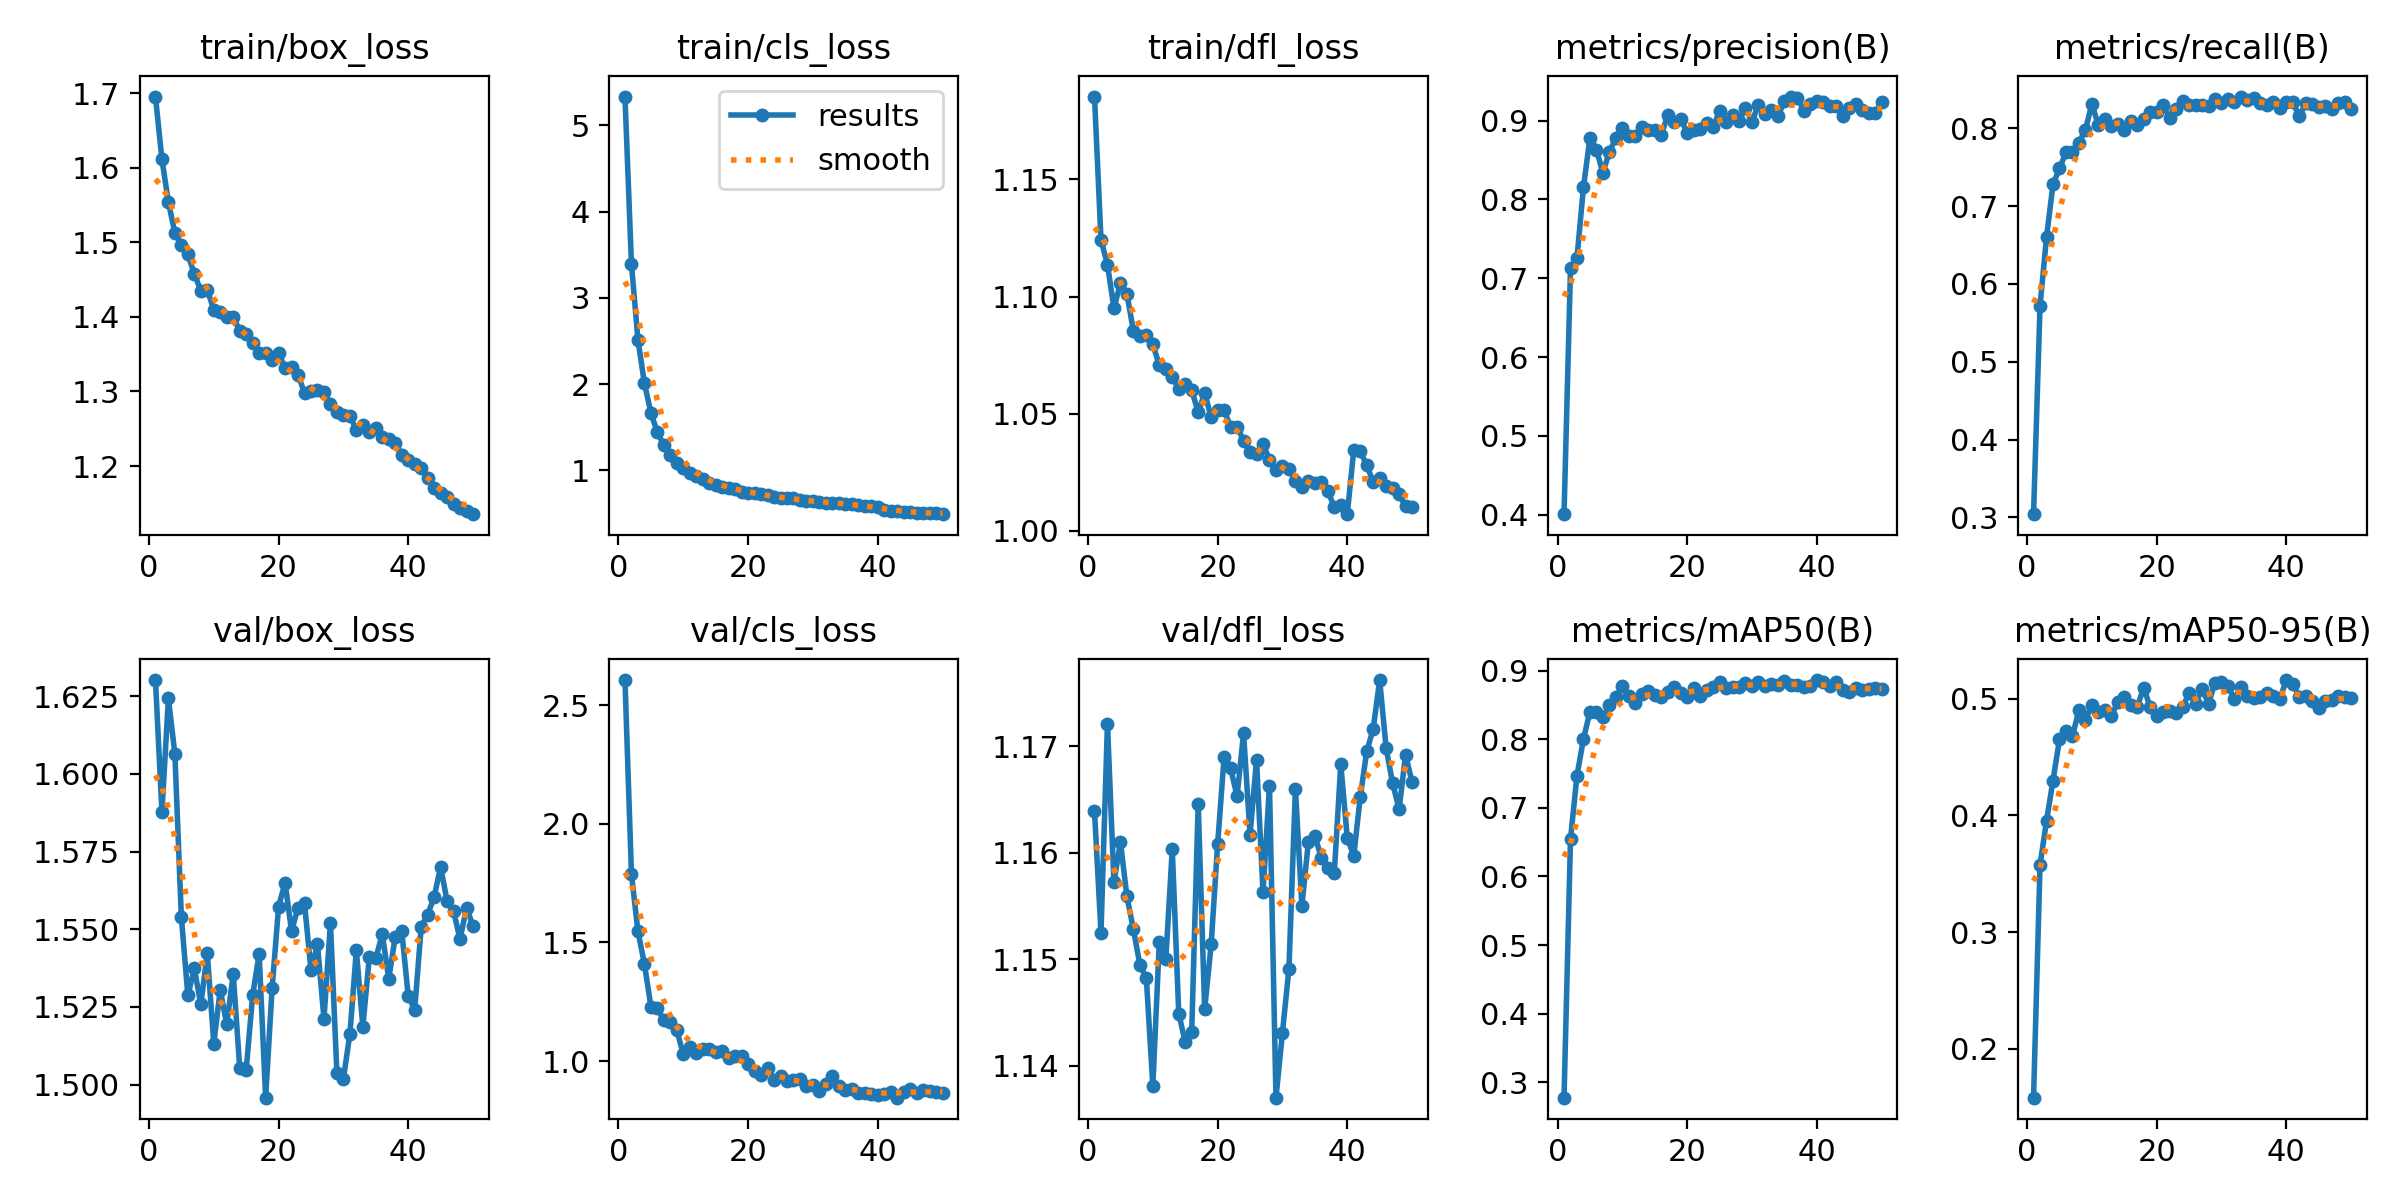 train/box_loss
1.7
1.6
1.5
1.4
1.3
1.2
0 20 40
train/cls_loss
results
smooth
5
4
3
2
1
0 20 40
train/dfl_loss
1.15
1.10
1.05
1.00
0 20 40
metrics/precision(B)
0.9
0.8
0.7
0.6
0.5
0.4
0 20 40
metrics/recall(B)
0.8
0.7
0.6
0.5
0.4
0.3
0 20 40
val/box_loss
1.625
1.600
1.575
1.550
1.525
1.500
0 20 40
val/cls_loss
2.5
2.0
1.5
1.0
0 20 40
val/dfl_loss
1.17
1.16
1.15
1.14
0 20 40
metrics/mAP50(B)
0.9
0.8
0.7
0.6
0.5
0.4
0.3
0 20 40
metrics/mAP50-95(B)
0.5
0.4
0.3
0.2
0 20 40